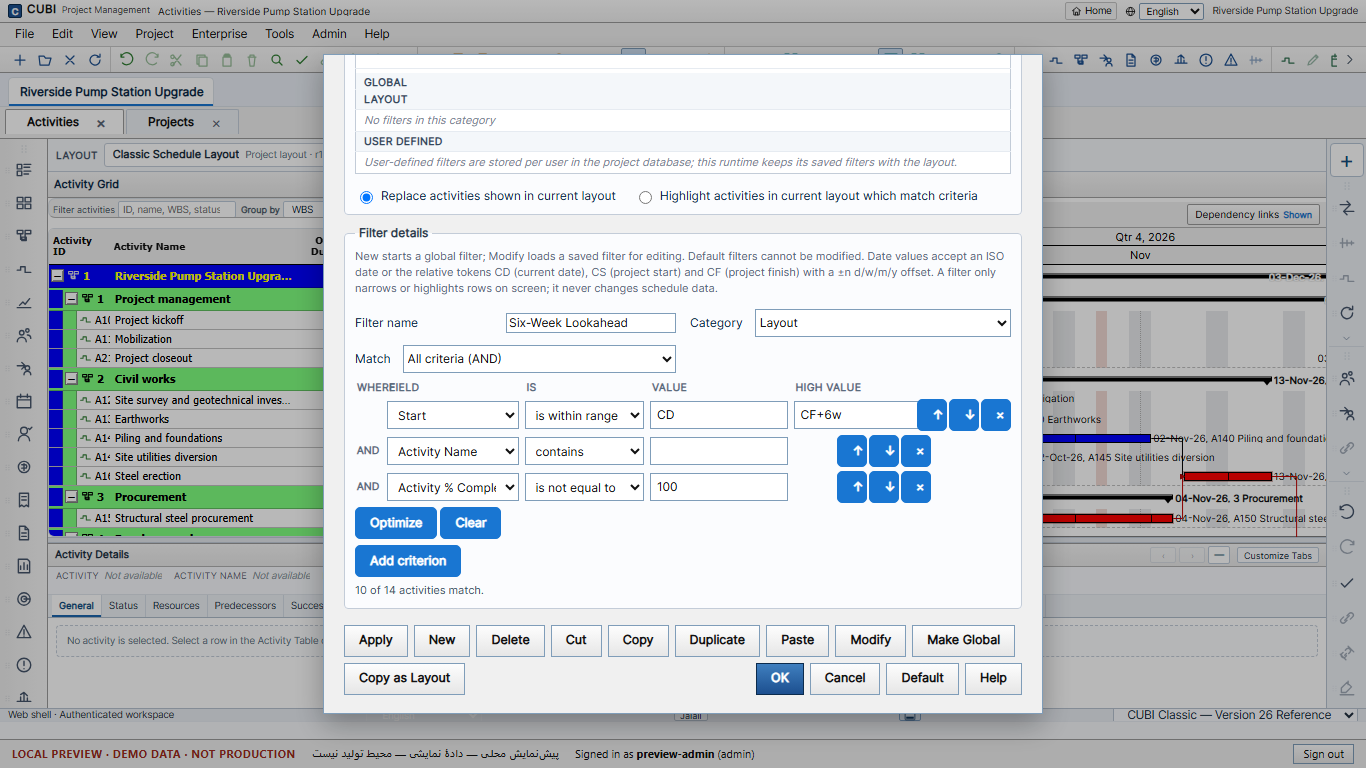 CUBI Project Management Activities — Riverside Pump Station Upgrade Home English Riverside Pump Station Upgrade
File Edit View Project Enterprise Tools Admin Help
Riverside Pump Station Upgrade
Activities × Projects ×
LAYOUT Classic Schedule Layout Project layout · r1
Activity Grid
Filter activities ID, name, WBS, status Group by WBS
Dependency links Shown
Activity ID Activity Name
Qtr 4, 2026
Nov
1 Riverside Pump Station Upgra...
03-Dec-26
1 Project management
Project kickoff
Mobilization
Project closeout
2 Civil works
13-Nov-26,
Site survey and geotechnical inves...
Earthworks
Earthworks
Piling and foundations
02-Nov-26, A140 Piling and foundatio
Site utilities diversion
-Oct-26, A145 Site utilities diversion
Steel erection
13-Nov-26,
3 Procurement
04-Nov-26, 3 Procurement
Structural steel procurement
04-Nov-26, A150 Structural stee
Activity Details
Customize Tabs
ACTIVITY Not available ACTIVITY NAME Not available
General Status Resources Predecessors Succes
No activity is selected. Select a row in the Activity Table
GLOBAL
LAYOUT
No filters in this category
USER DEFINED
User-defined filters are stored per user in the project database; this runtime keeps its saved filters with the layout.
Replace activities shown in current layout Highlight activities in current layout which match criteria
Filter details
New starts a global filter; Modify loads a saved filter for editing. Default filters cannot be modified. Date values accept an ISO
date or the relative tokens CD (current date), CS (project start) and CF (project finish) with a ±n d/w/m/y offset. A filter only
narrows or highlights rows on screen; it never changes schedule data.
Filter name Six-Week Lookahead Category Layout
Match All criteria (AND)
WHEREIELD IS VALUE HIGH VALUE
Start is within range CD CF+6w
AND Activity Name contains
AND Activity % Comple is not equal to 100
Optimize Clear
Add criterion
10 of 14 activities match.
Apply New Delete Cut Copy Duplicate Paste Modify Make Global
Copy as Layout OK Cancel Default Help
Web shell · Authenticated workspace English Jalali CUBI Classic — Version 26 Reference
LOCAL PREVIEW · DEMO DATA · NOT PRODUCTION پیش‌نمایش محلی — دادهٔ نمایشی — محیط تولید نیست Signed in as preview-admin (admin) Sign out